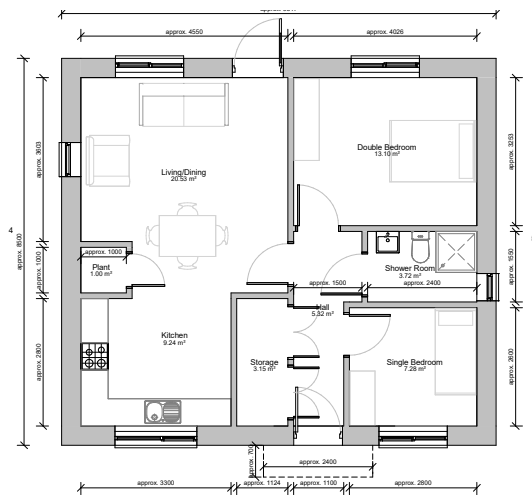 approx. 4550
approx. 4026
approx. 3603
approx. 3253
Double Bedroom
13.10 m²
Living/Dining
20.53 m²
4
approx. 8500
approx. 1000
approx. 1000
Plant
1.00 m²
Shower Room
3.72 m²
approx. 1550
approx. 1500
approx. 2400
Hall
5.32 m²
Kitchen
9.24 m²
Storage
3.15 m²
Single Bedroom
7.28 m²
approx. 2800
approx. 2600
approx. 700
approx. 2400
approx. 3300
approx. 1124
approx. 1100
approx. 2800